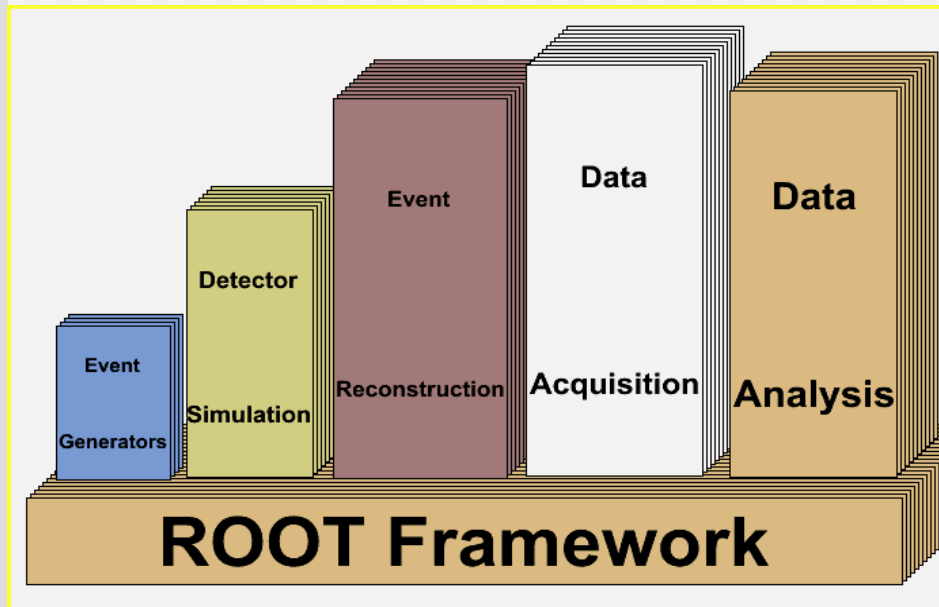 Event
Generators
Detector
Simulation
Event
Reconstruction
Data
Acquisition
Data
Analysis
ROOT Framework